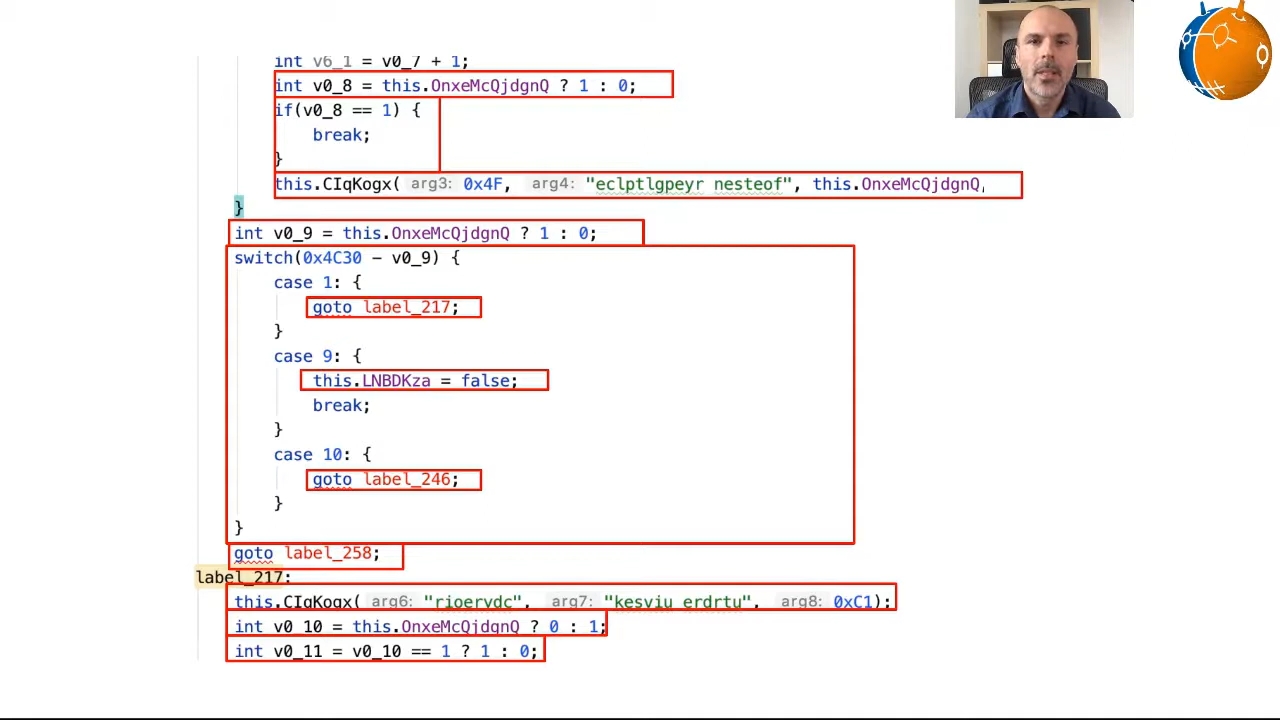 int v6_1 = v0_7 + 1;
int v0_8 = this.OnxeMcQjdgnQ ? 1 : 0;
if(v0_8 == 1) {
break;
}
this.CIqKogx( arg3: 0x4F, arg4: "eclptlgpeyr nesteof", this.OnxeMcQjdgnQ,
}
int v0_9 = this.OnxeMcQjdgnQ ? 1 : 0;
switch(0x4C30 - v0_9) {
case 1: {
goto label_217;
}
case 9: {
this.LNBDKza = false;
break;
}
case 10: {
goto label_246;
}
}
goto label_258;
label_217:
this.CIqKogx( arg6: "rioervdc", arg7: "kesviu erdrtu", arg8: 0xC1);
int v0_10 = this.OnxeMcQjdgnQ ? 0 : 1;
int v0_11 = v0_10 == 1 ? 1 : 0;